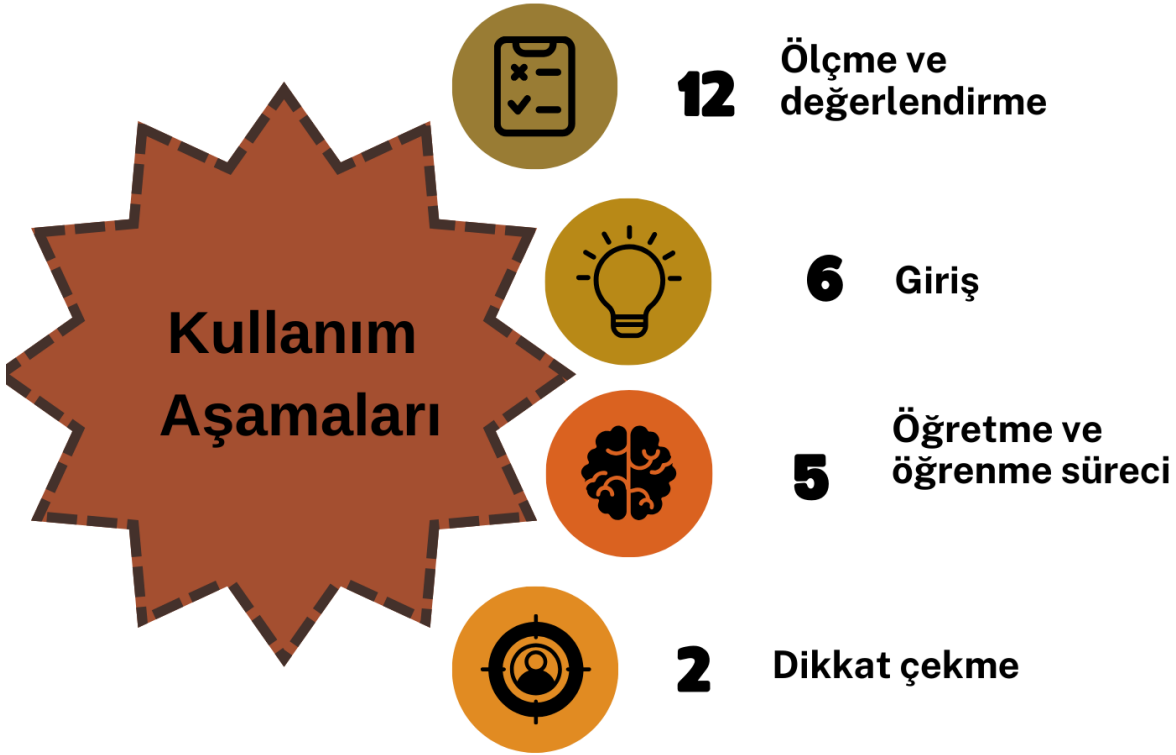 Kullanım
Aşamaları
12
Ölçme ve
değerlendirme
6
Giriş
5
Öğretme ve
öğrenme süreci
2
Dikkat çekme